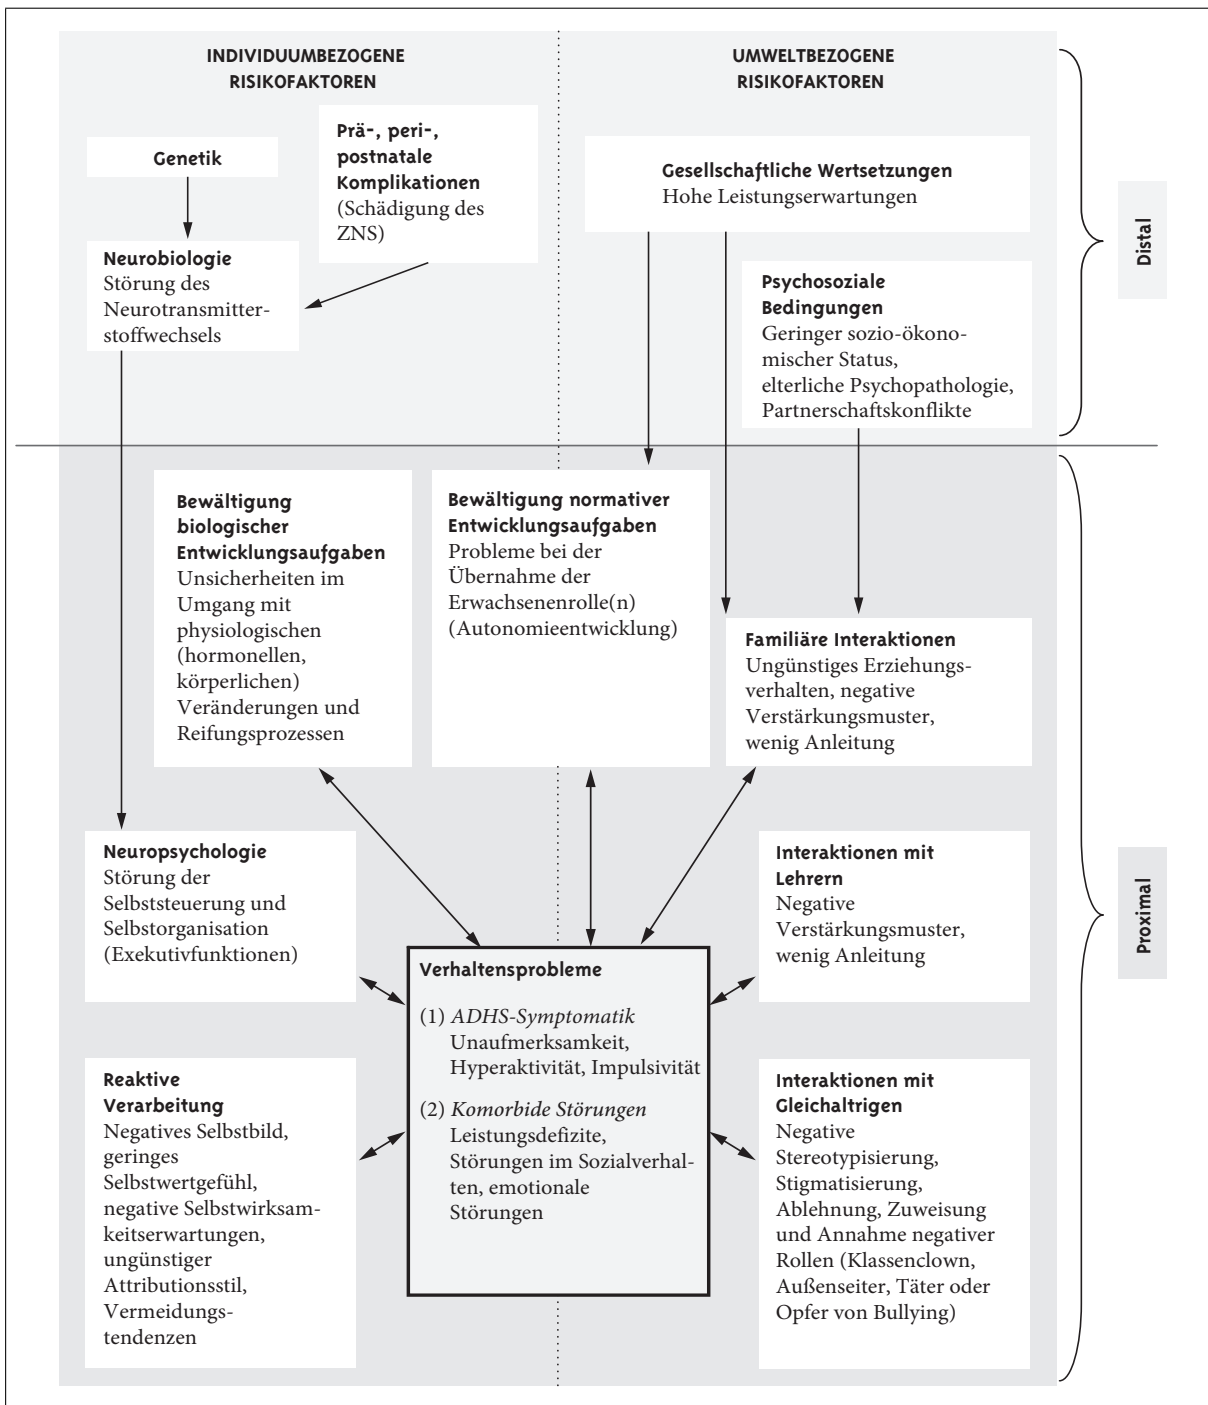 INDIVIDUUMBEZOGENE
RISIKOFAKTOREN
UMWELTBEZOGENE
RISIKOFAKTOREN
Genetik
Prä-, peri-,
postnatale
Komplikationen
(Schädigung des
ZNS)
Gesellschaftliche Wertsetzungen
Hohe Leistungserwartungen
Distal
Neurobiologie
Störung des
Neurotransmitter-
stoffwechsels
Psychosoziale
Bedingungen
Geringer sozio-ökono-
mischer Status,
elterliche Psychopathologie,
Partnerschaftskonflikte
Bewältigung
biologischer
Entwicklungsaufgaben
Unsicherheiten im
Umgang mit
physiologischen
(hormonellen,
körperlichen)
Veränderungen und
Reifungsprozessen
Bewältigung normativer
Entwicklungsaufgaben
Probleme bei der
Übernahme der
Erwachsenenrolle(n)
(Autonomieentwicklung)
Familiäre Interaktionen
Ungünstiges Erziehungs-
verhalten, negative
Verstärkungsmuster,
wenig Anleitung
Neuropsychologie
Störung der
Selbststeuerung und
Selbstorganisation
(Exekutivfunktionen)
Interaktionen mit
Lehrern
Negative
Verstärkungsmuster,
wenig Anleitung
Proximal
Verhaltensprobleme
(1) ADHS-Symptomatik
Unaufmerksamkeit,
Hyperaktivität, Impulsivität
(2) Komorbide Störungen
Leistungsdefizite,
Störungen im Sozialverhal-
ten, emotionale
Störungen
Reaktive
Verarbeitung
Negatives Selbstbild,
geringes
Selbstwertgefühl,
negative Selbstwirksam-
keitserwartungen,
ungünstiger
Attributionsstil,
Vermeidungs-
tendenzen
Interaktionen mit
Gleichaltrigen
Negative
Stereotypisierung,
Stigmatisierung,
Ablehnung, Zuweisung
und Annahme negativer
Rollen (Klassenclown,
Außenseiter, Täter oder
Opfer von Bullying)